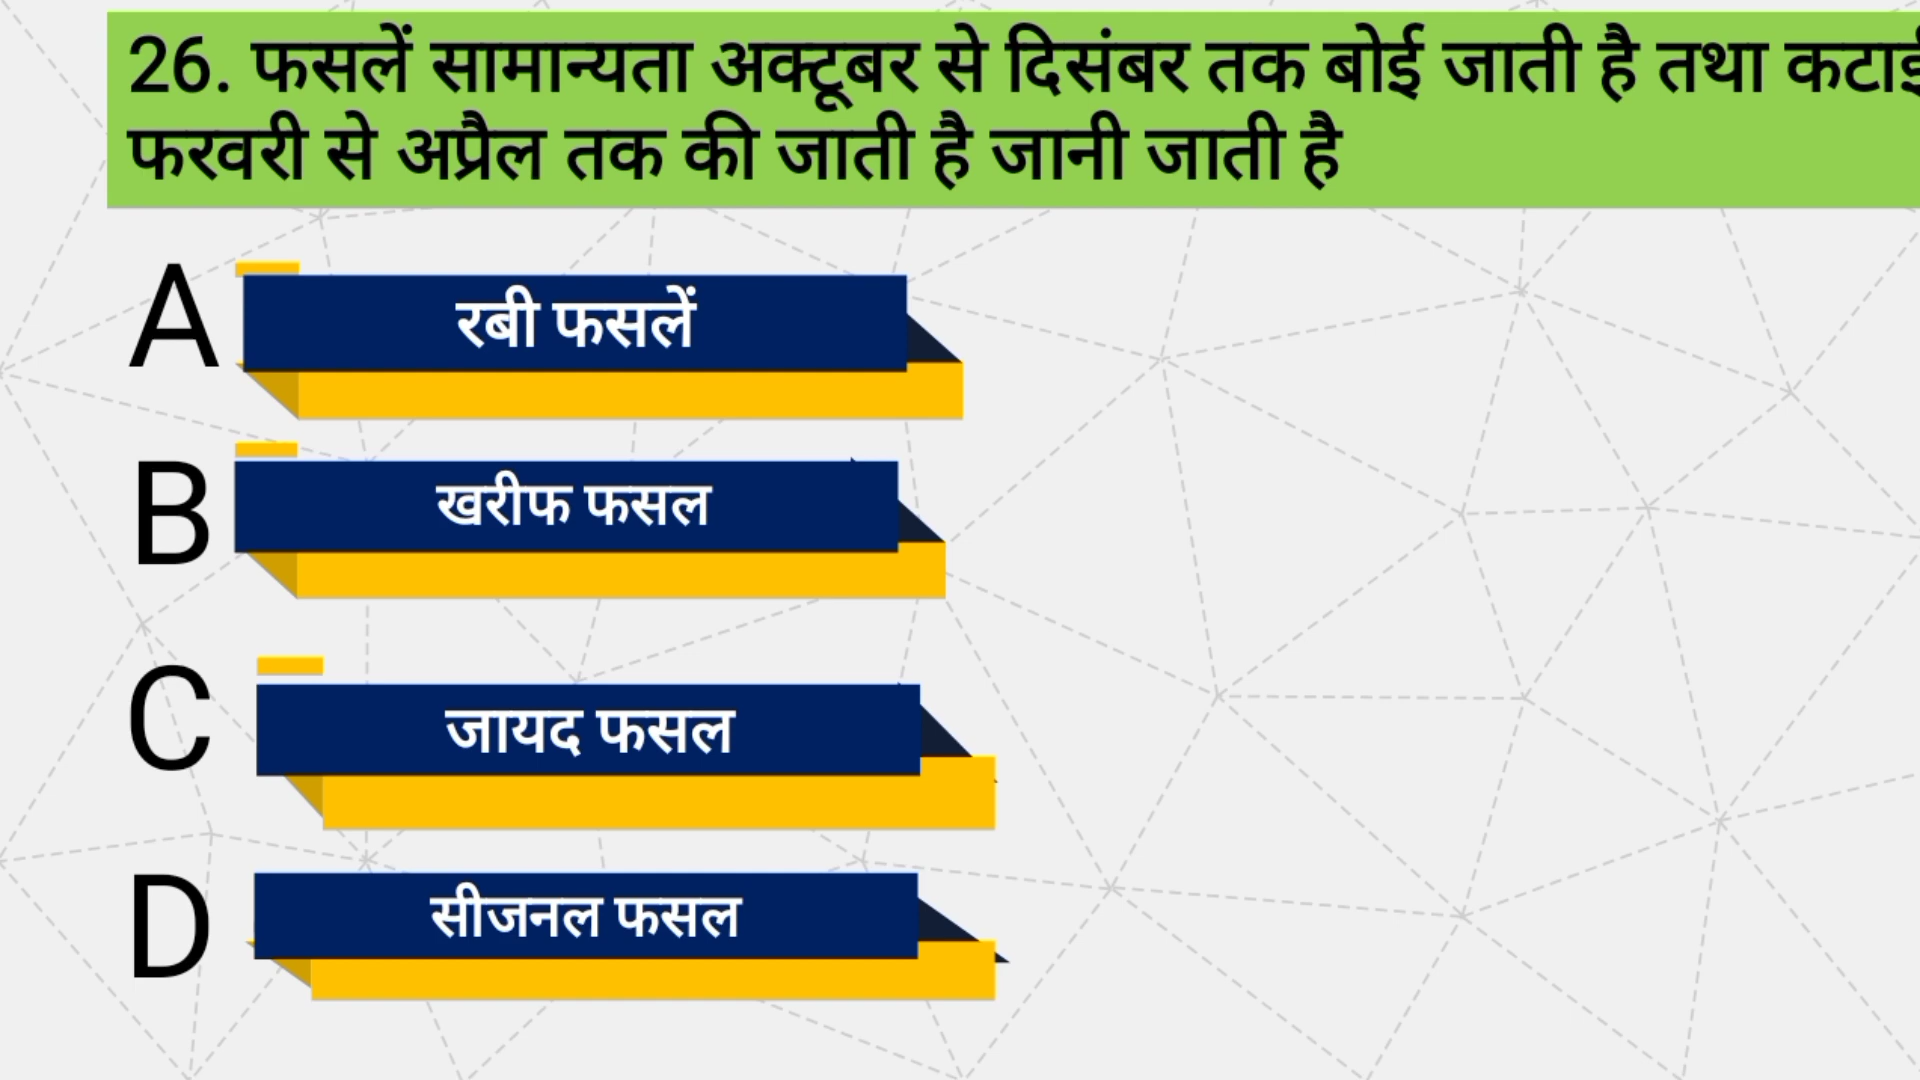 26. फसलें सामान्यता अक्टूबर से दिसंबर तक बोई जाती है तथा कटाई
फरवरी से अप्रैल तक की जाती है जानी जाती है
A रबी फसलें
B खरीफ फसल
C जायद फसल
D सीजनल फसल